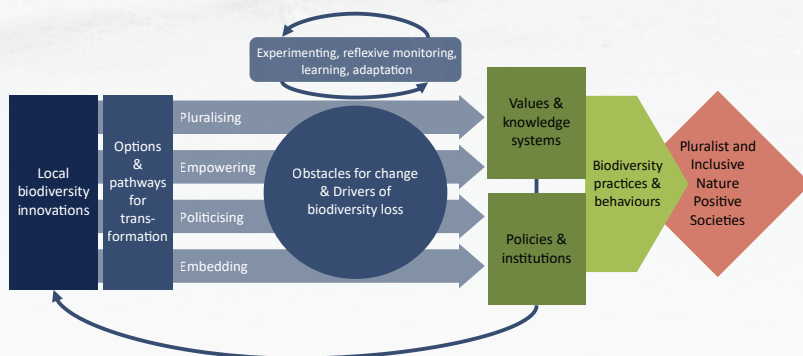 Experimenting, reflexive monitoring,
learning, adaptation
Local
biodiversity
innovations
Options
&
pathways
for
trans-
formation
Pluralising
Empowering
Politicising
Embedding
Obstacles for change
& Drivers of
biodiversity loss
Values &
knowledge
systems
Policies &
institutions
Biodiversity
practices &
behaviours
Pluralist and
Inclusive
Nature
Positive
Societies